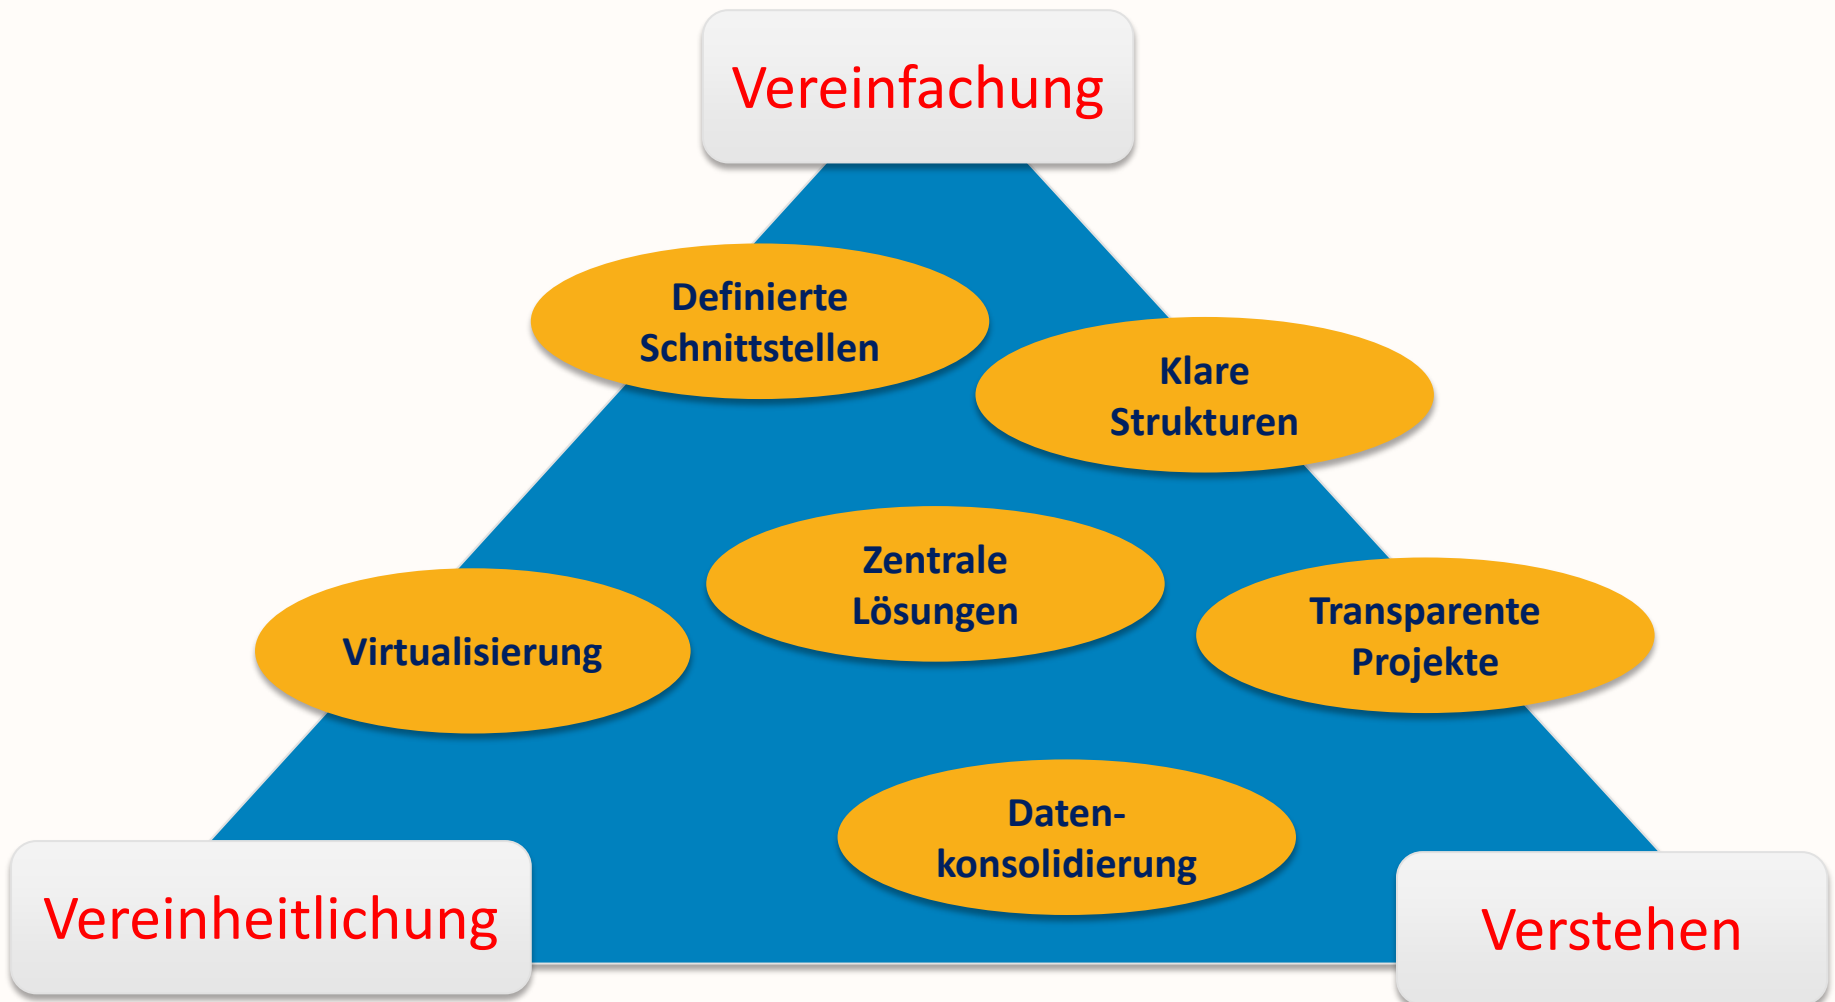 Vereinfachung
Definierte
Schnittstellen
Klare
Strukturen
Zentrale
Lösungen
Virtualisierung
Transparente
Projekte
Daten-
konsolidierung
Vereinheitlichung
Verstehen